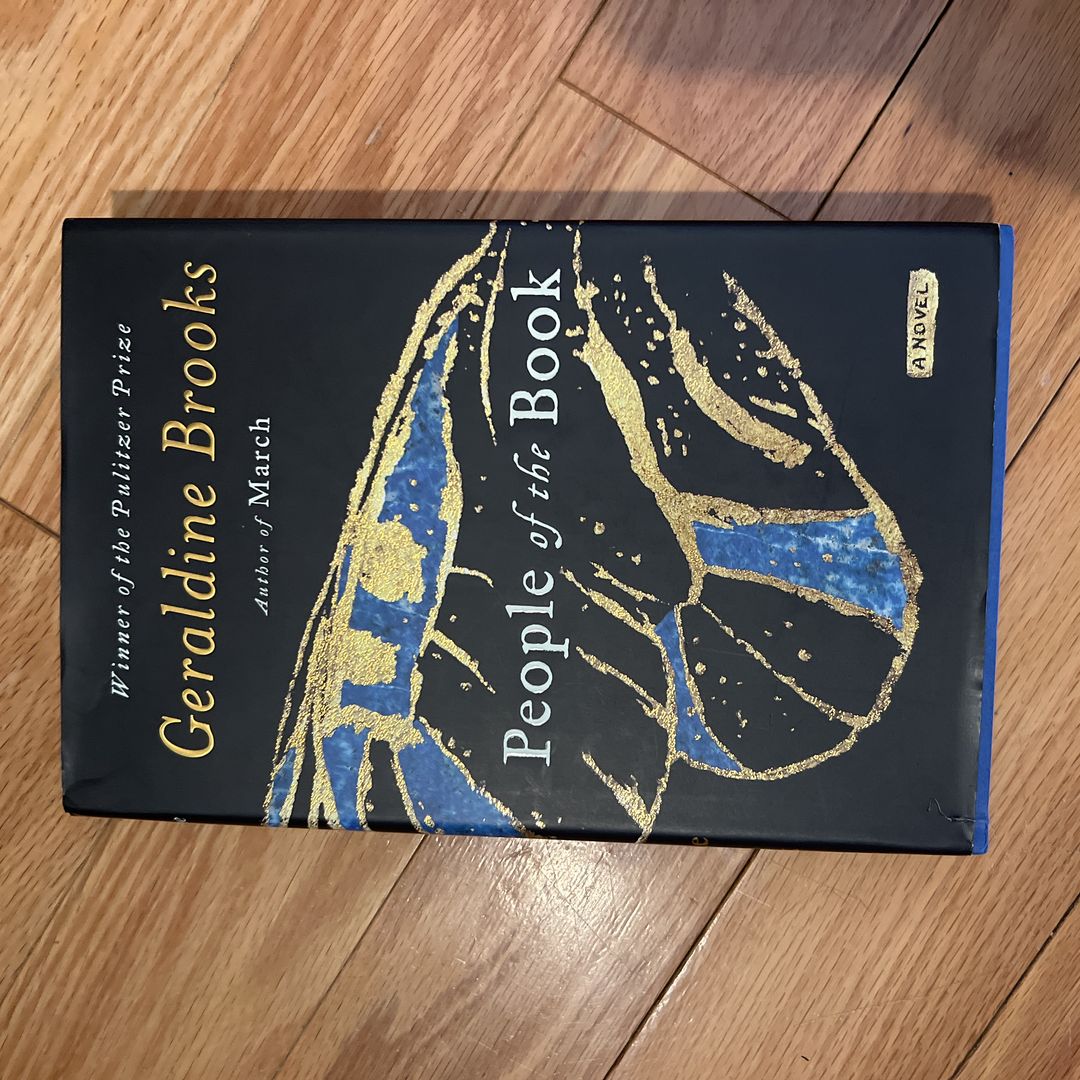 Winner of the Pulitzer Prize
Geraldine Brooks
Author of March
People of the Book
A NOVEL